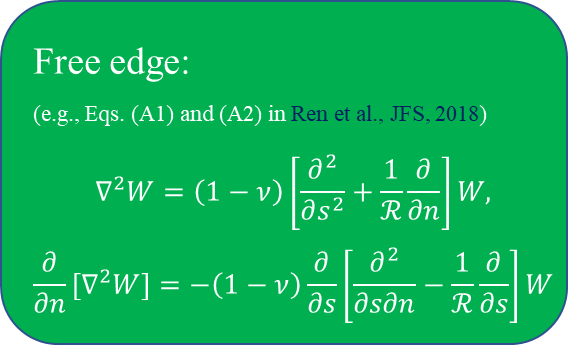 Free edge:
(e.g., Eqs. (A1) and (A2) in Ren et al., JFS, 2018)
∇²W = (1 − ν) [∂²/∂s² + 1/ℛ ∂/∂n] W,
∂/∂n [∇²W] = −(1 − ν) ∂/∂s [∂²/∂s∂n − 1/ℛ ∂/∂s] W